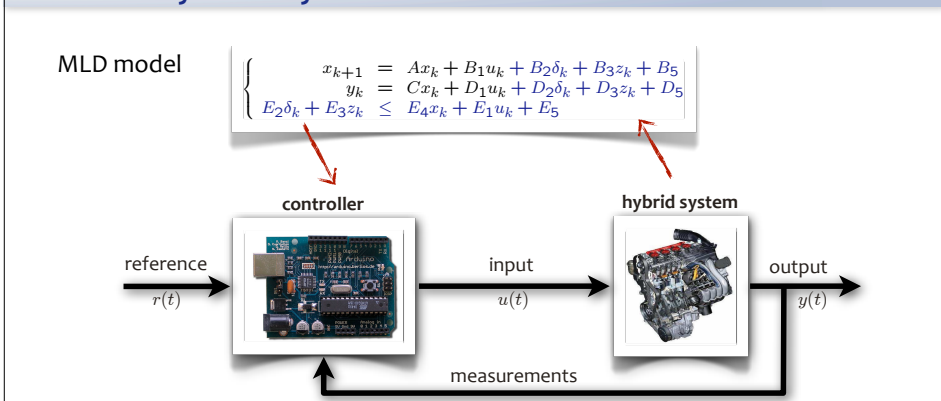 MLD model
x_{k+1} = Ax_k + B_1u_k + B_2δ_k + B_3z_k + B_5
y_k = Cx_k + D_1u_k + D_2δ_k + D_3z_k + D_5
E_2δ_k + E_3z_k ≤ E_4x_k + E_1u_k + E_5
controller
hybrid system
reference
r(t)
Arduino
input
u(t)
output
y(t)
measurements